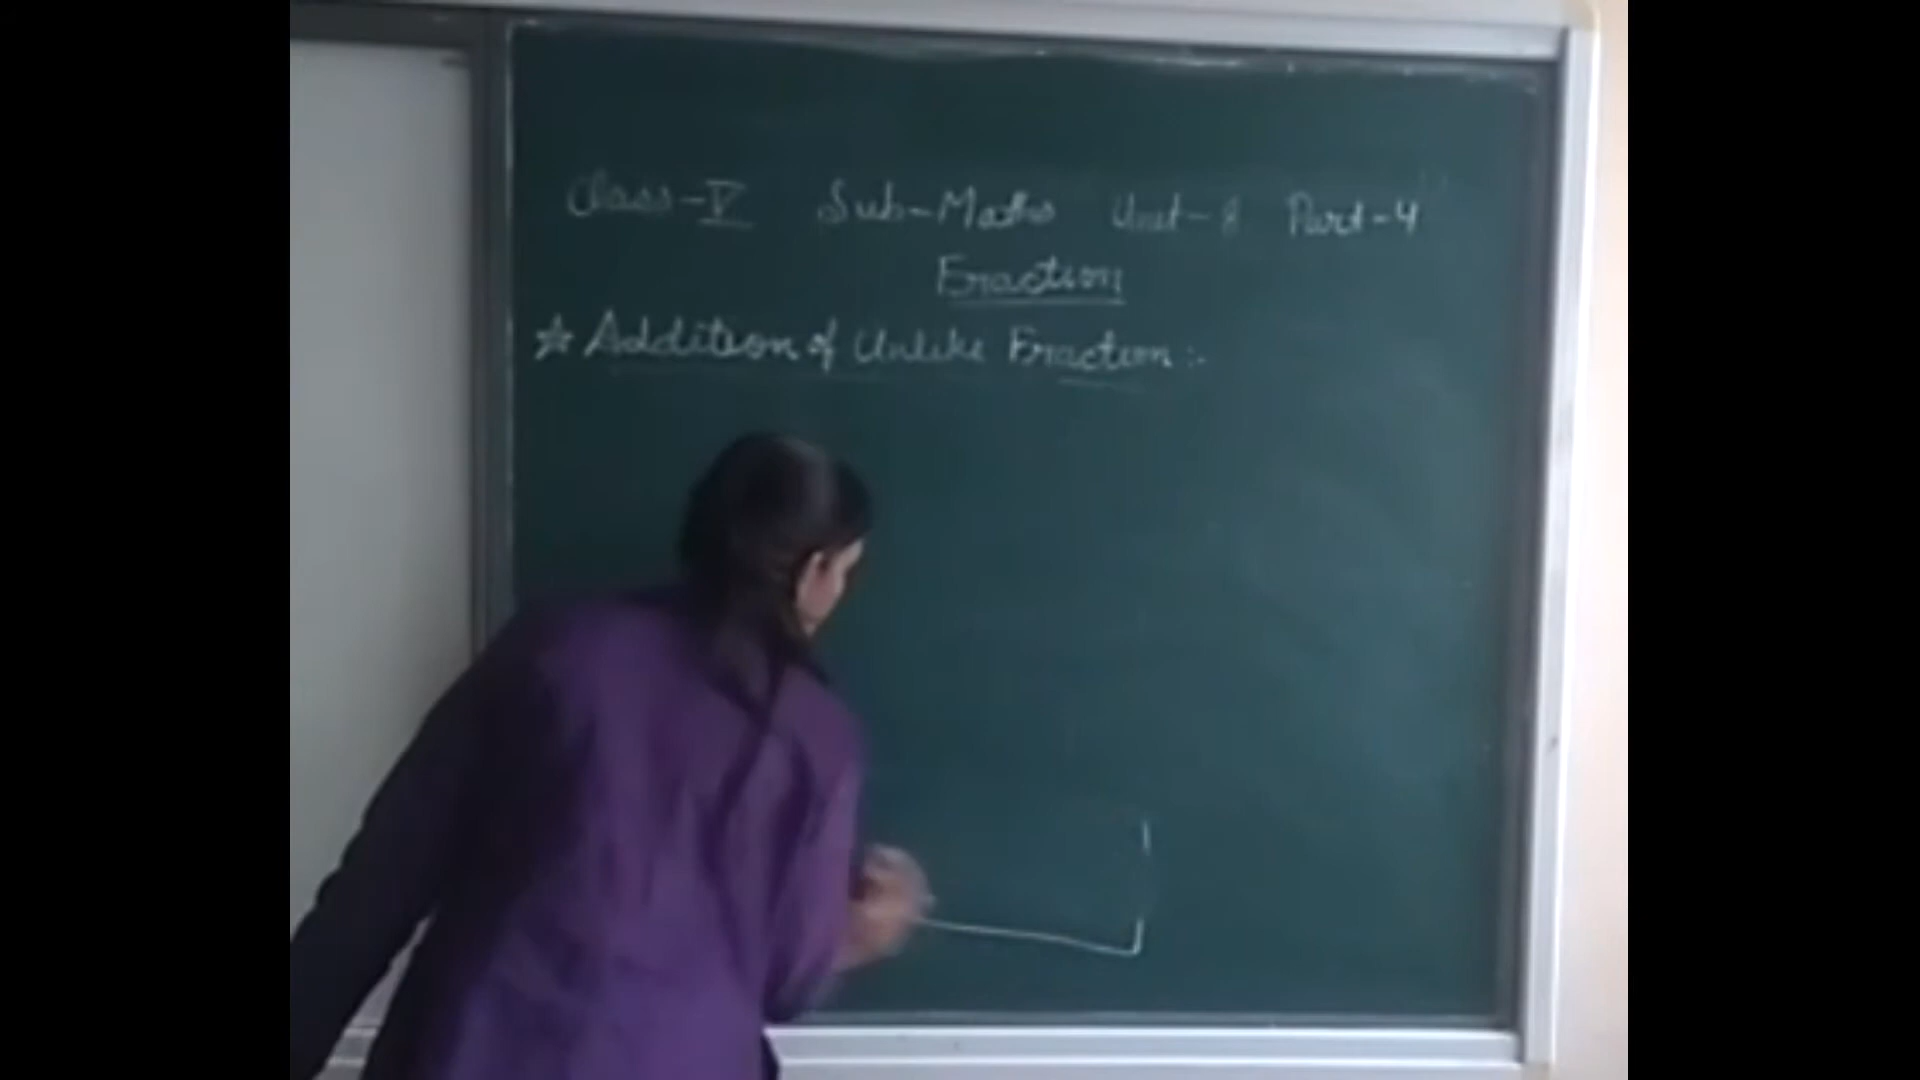 Class-V Sub-Maths Unit-8 Part-4
Fraction
☆ Addition of Unlike Fraction :-